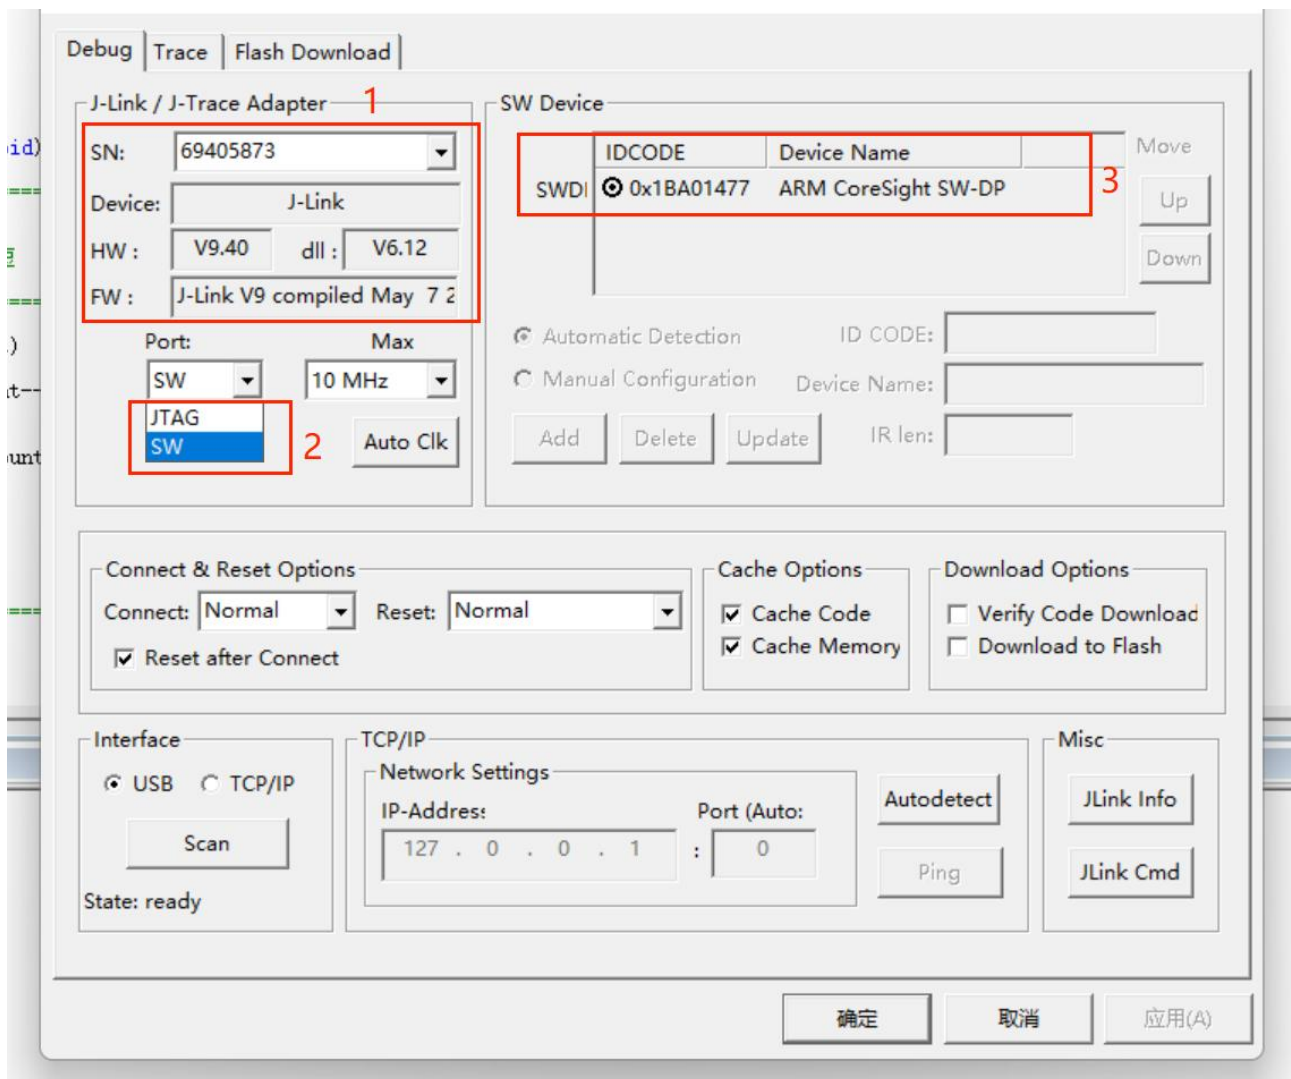 Debug Trace Flash Download
J-Link / J-Trace Adapter 1
SN: 69405873
Device: J-Link
HW : V9.40 dll : V6.12
FW : J-Link V9 compiled May 7 2
Port: Max
SW 10 MHz
JTAG
SW
2
Auto Clk
SW Device
IDCODE Device Name
SWDI 0x1BA01477 ARM CoreSight SW-DP
3
Move
Up
Down
Automatic Detection ID CODE:
Manual Configuration Device Name:
Add Delete Update IR len:
Connect & Reset Options
Connect: Normal Reset: Normal
Reset after Connect
Cache Options
Cache Code
Cache Memory
Download Options
Verify Code Download
Download to Flash
Interface
USB TCP/IP
Scan
State: ready
TCP/IP
Network Settings
IP-Address Port (Auto:
127 . 0 . 0 . 1 : 0
Autodetect
Ping
Misc
JLink Info
JLink Cmd
确定 取消 应用(A)
id)
===
===
)
t--
ount
===